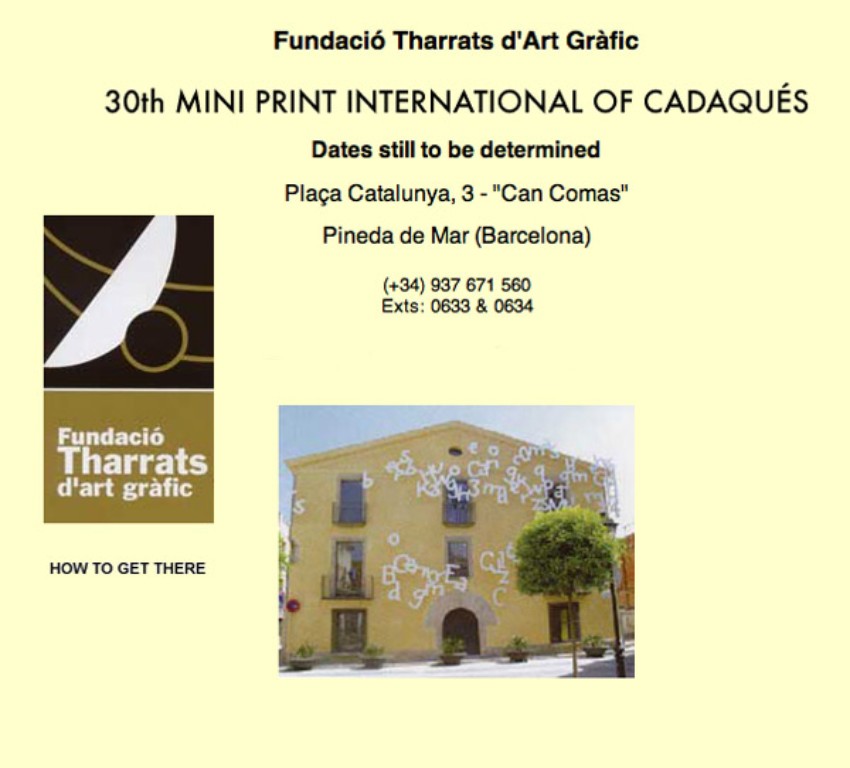 Fundació Tharrats d'Art Gràfic
30th MINI PRINT INTERNATIONAL OF CADAQUÉS
Dates still to be determined
Plaça Catalunya, 3 - "Can Comas"
Pineda de Mar (Barcelona)
(+34) 937 671 560
Exts: 0633 & 0634
Fundació
Tharrats
d'art gràfic
HOW TO GET THERE